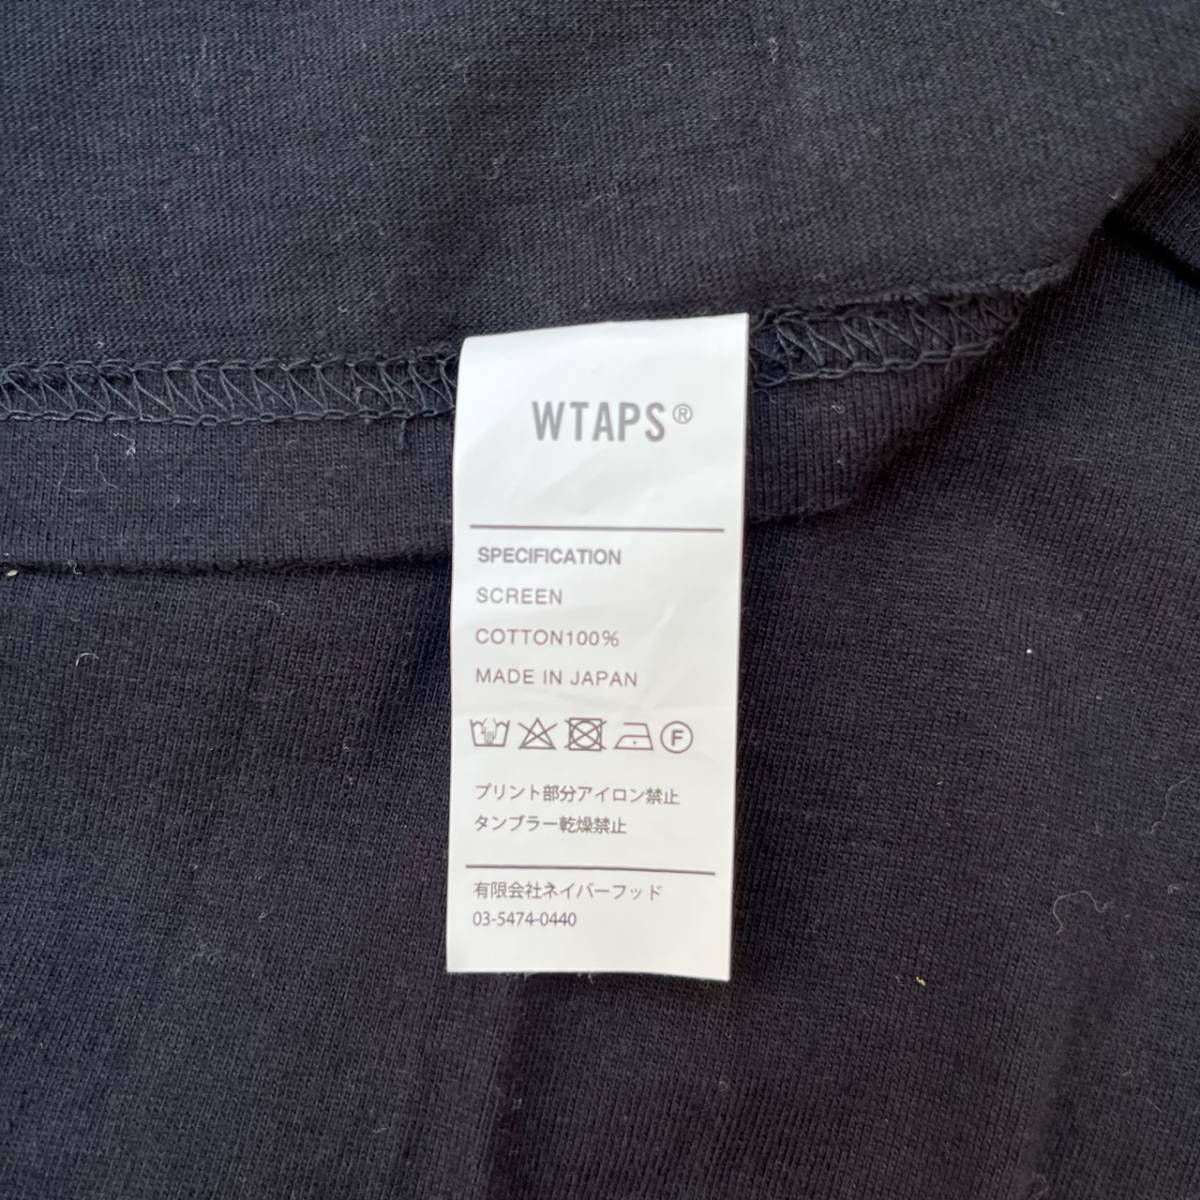 WTAPS®
SPECIFICATION
SCREEN
COTTON100%
MADE IN JAPAN
F
プリント部分アイロン禁止
タンブラー乾燥禁止
有限会社ネイバーフッド
03-5474-0440